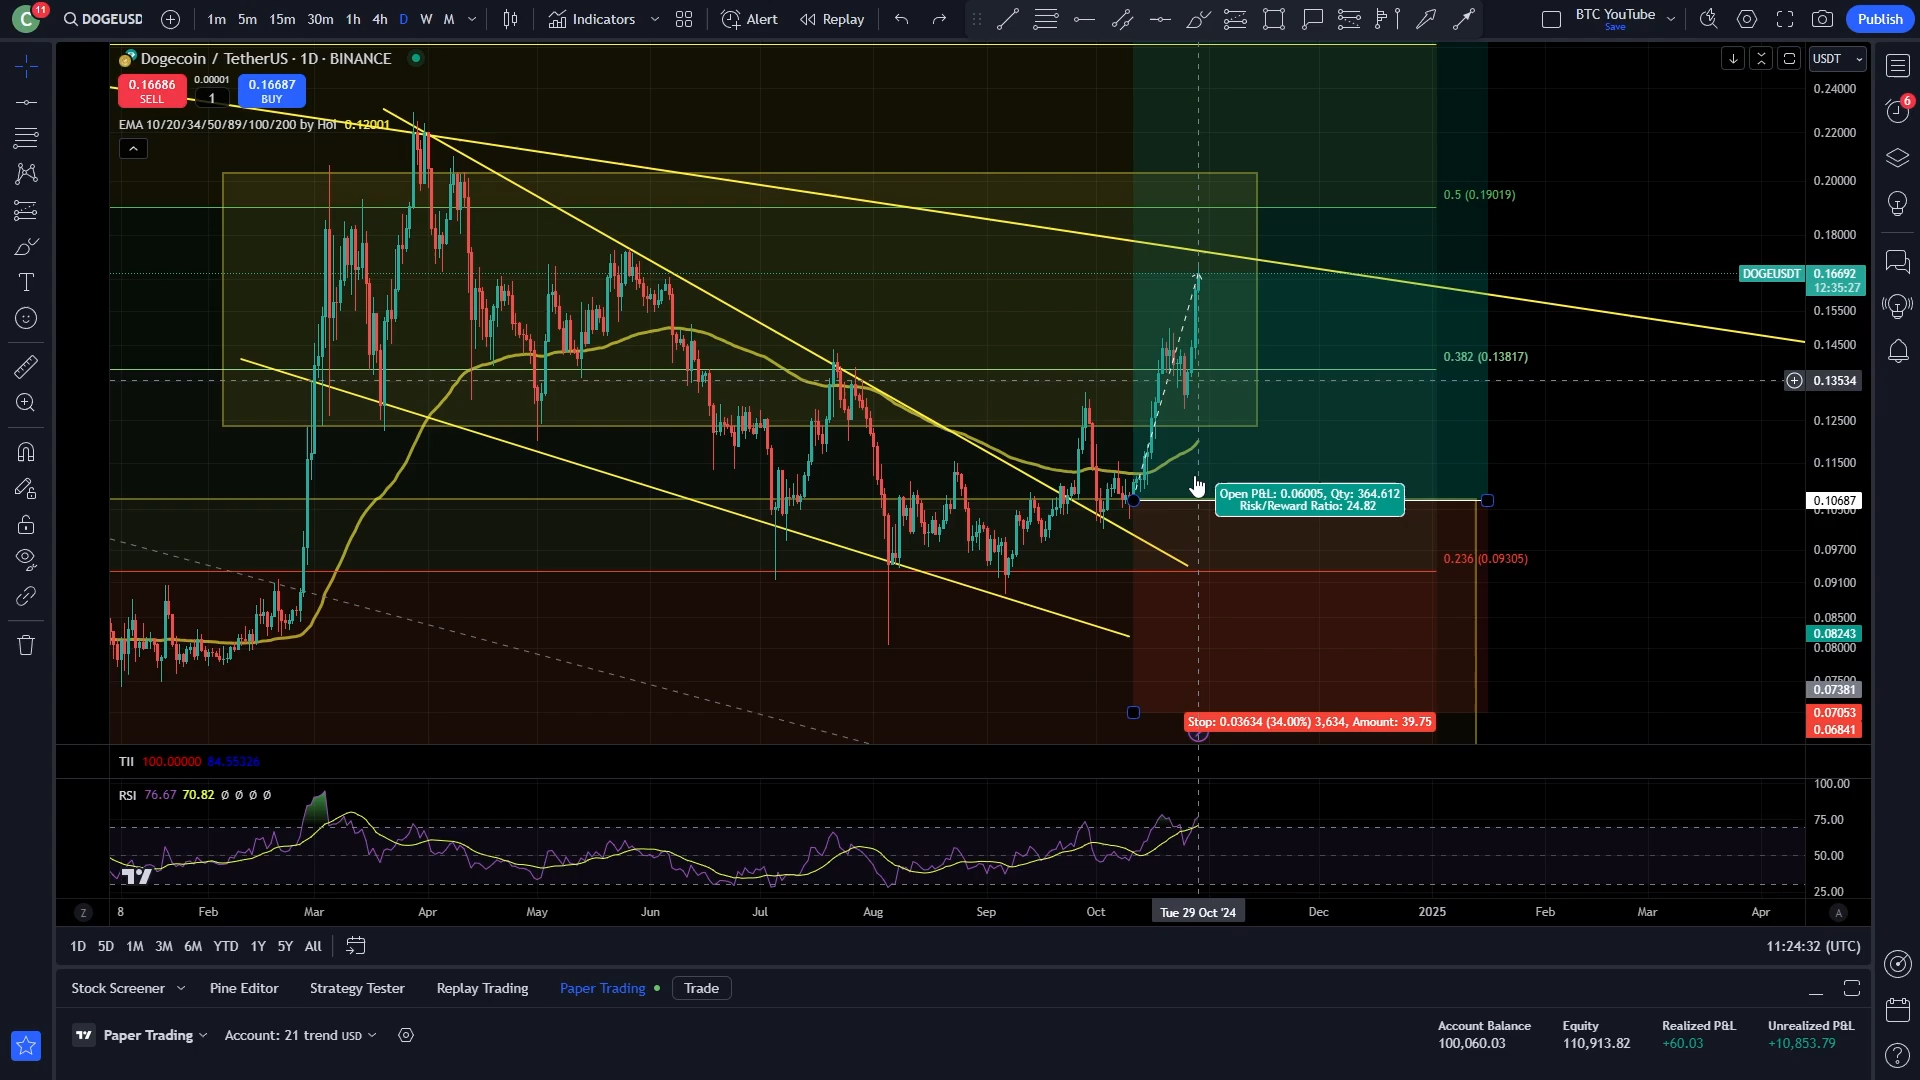 C 11 DOGEUSD 1m 5m 15m 30m 1h 4h D W M Indicators Alert Replay BTC YouTube Save Publish
Dogecoin / TetherUS · 1D · BINANCE
0.16686 SELL 0.00001 1 0.16687 BUY
EMA 10/20/34/50/89/100/200 by Hol 0.12001
USDT
0.24000
0.22000
0.20000
0.5 (0.19019)
0.18000
DOGEUSDT 0.16692
12:35:27
0.15500
0.14500
0.382 (0.13817)
0.13534
0.12500
0.11500
Open P&L: 0.06005, Qty: 364.612
Risk/Reward Ratio: 24.82
0.10687
0.10500
0.09700
0.236 (0.09305)
0.09100
0.08500
0.08243
0.08000
0.07500
0.07381
0.07053
Stop: 0.03634 (34.00%) 3,634, Amount: 39.75
0.06841
TII 100.00000 84.55326
RSI 76.67 70.82 Ø Ø Ø Ø
100.00
75.00
50.00
25.00
Z 8 Feb Mar Apr May Jun Jul Aug Sep Oct Tue 29 Oct '24 Dec 2025 Feb Mar Apr A
1D 5D 1M 3M 6M YTD 1Y 5Y All 11:24:32 (UTC)
Stock Screener Pine Editor Strategy Tester Replay Trading Paper Trading Trade
Paper Trading Account: 21 trend USD
Account Balance Equity Realized P&L Unrealized P&L
100,060.03 110,913.82 +60.03 +10,853.79
6